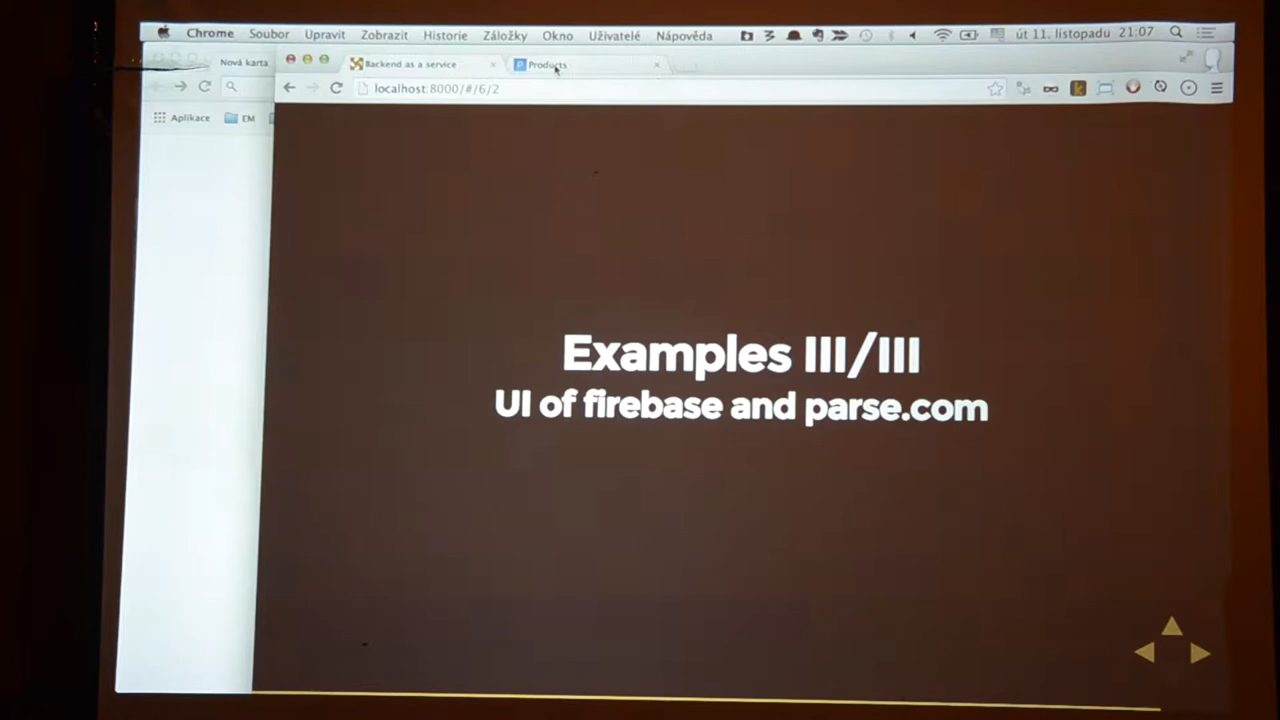 Chrome Soubor Upravit Zobrazit Historie Záložky Okno Uživatelé Nápověda út 11. listopadu 21:07
Nová karta Backend as a service Products
localhost:8000/#/6/2
Aplikace EM
Examples III/III
UI of firebase and parse.com